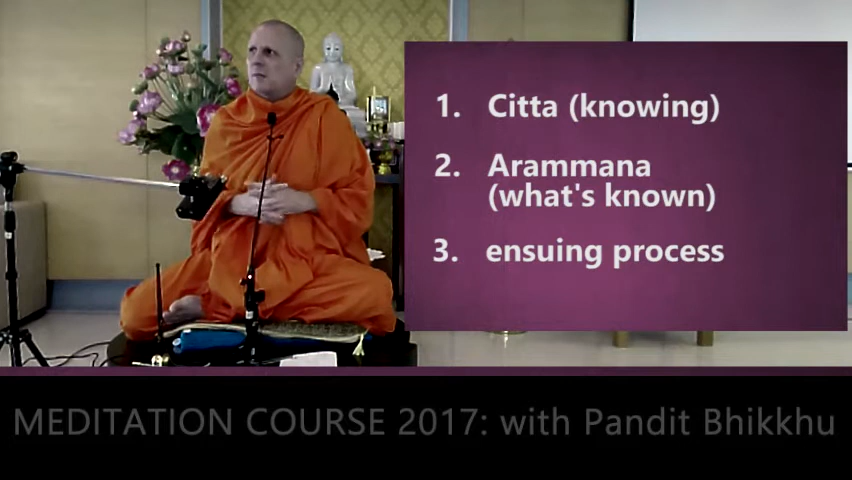 1. Citta (knowing)
2. Arammana
(what's known)
3. ensuing process
MEDITATION COURSE 2017: with Pandit Bhikkhu